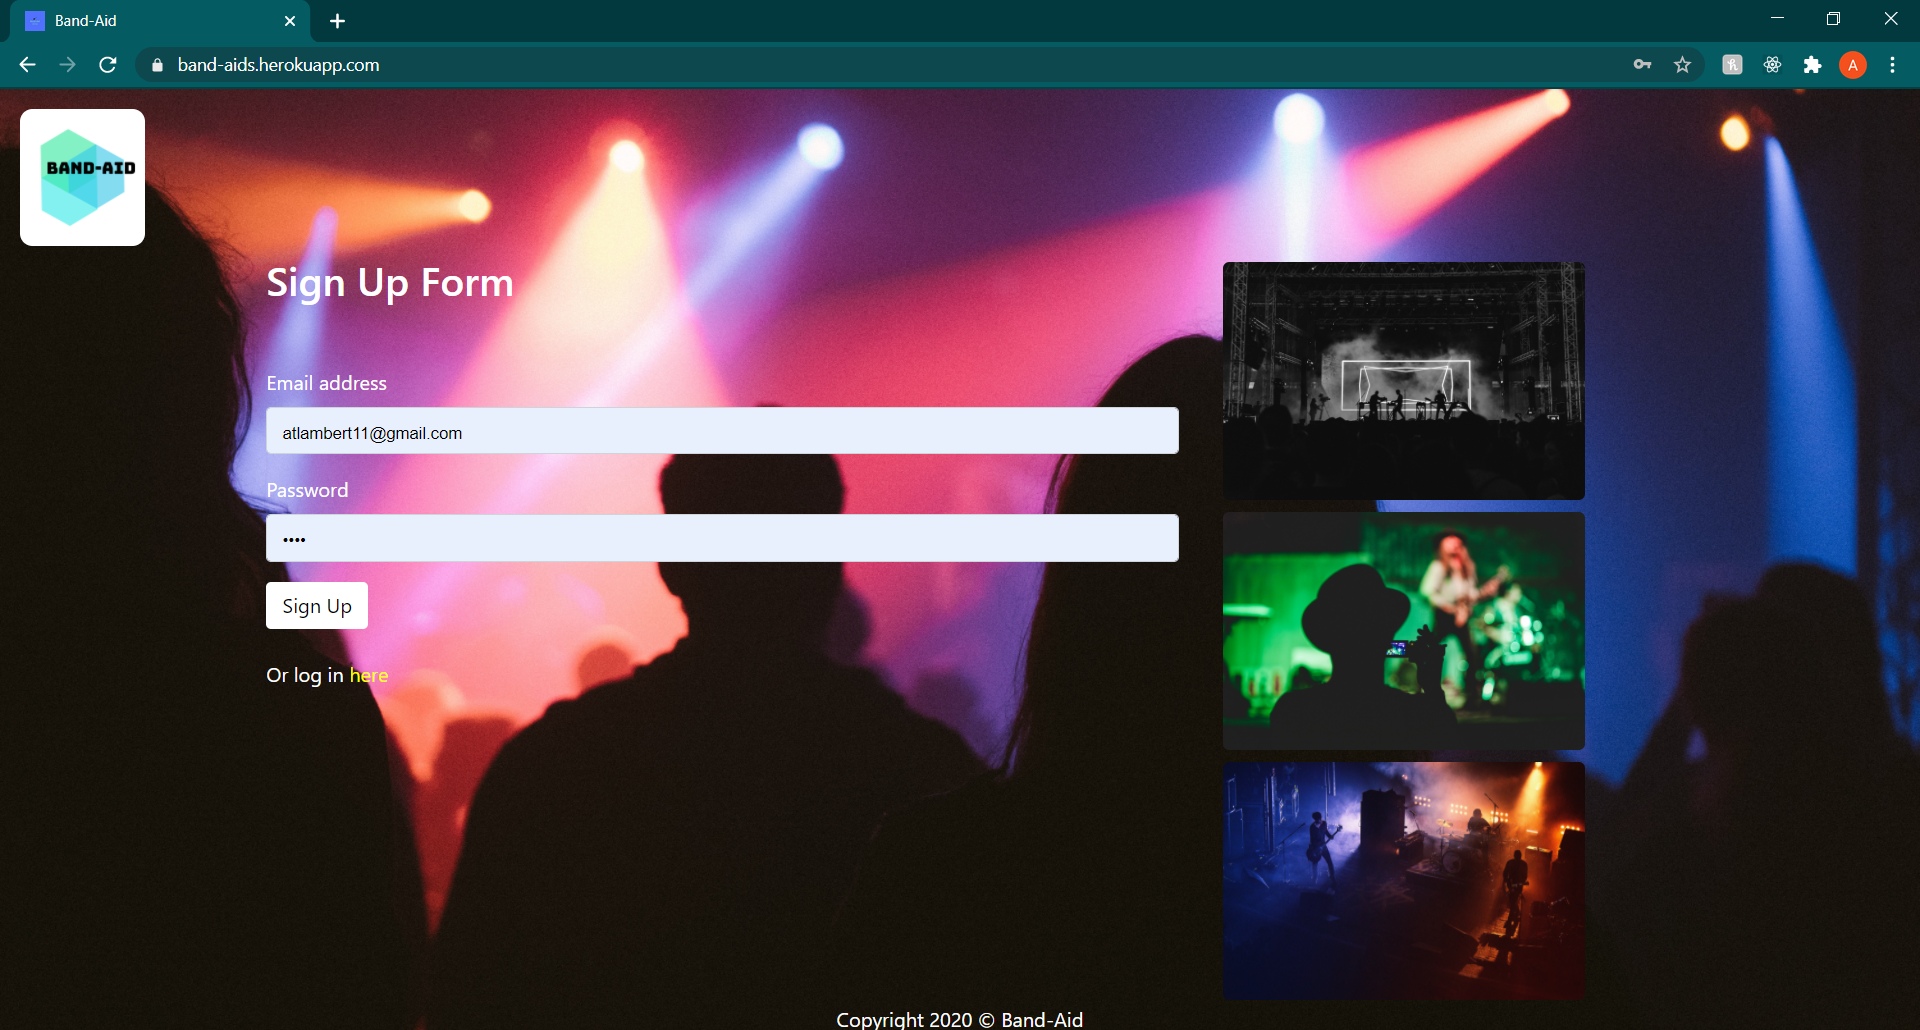 Band-Aid
band-aids.herokuapp.com
A
BAND-AID
Sign Up Form
Email address
atlambert11@gmail.com
Password
••••
Sign Up
Or log in here
Copyright 2020 © Band-Aid